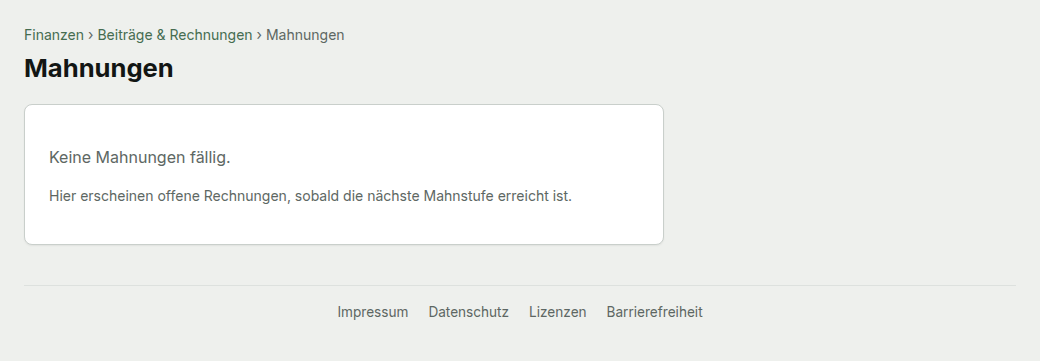 Finanzen › Beiträge & Rechnungen › Mahnungen
Mahnungen
Keine Mahnungen fällig.
Hier erscheinen offene Rechnungen, sobald die nächste Mahnstufe erreicht ist.
Impressum Datenschutz Lizenzen Barrierefreiheit